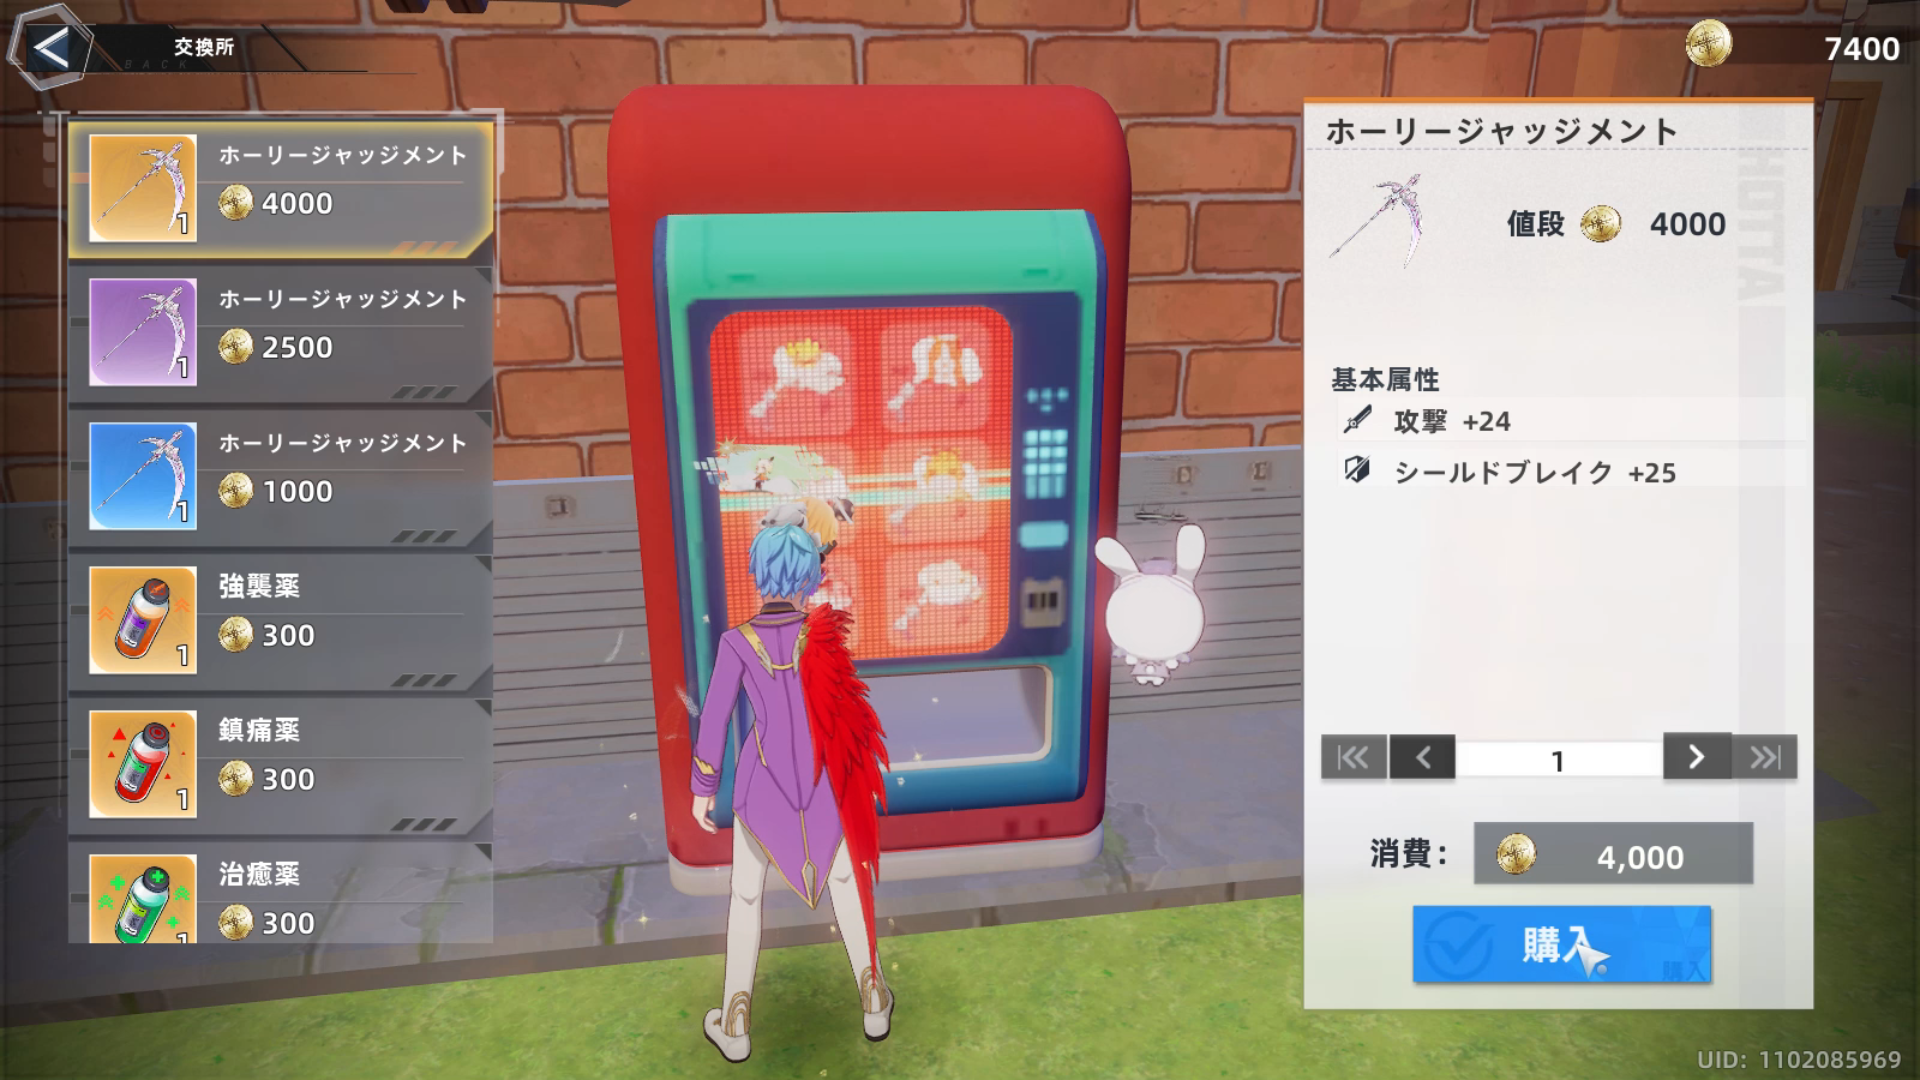 交換所
BACK
7400
ホーリージャッジメント
4000
1
ホーリージャッジメント
2500
1
ホーリージャッジメント
1000
1
強襲薬
300
1
鎮痛薬
300
1
治癒薬
300
1
ホーリージャッジメント
HOTTA
値段 4000
基本属性
攻撃 +24
シールドブレイク +25
1
消費: 4,000
購入
購入
UID: 1102085969